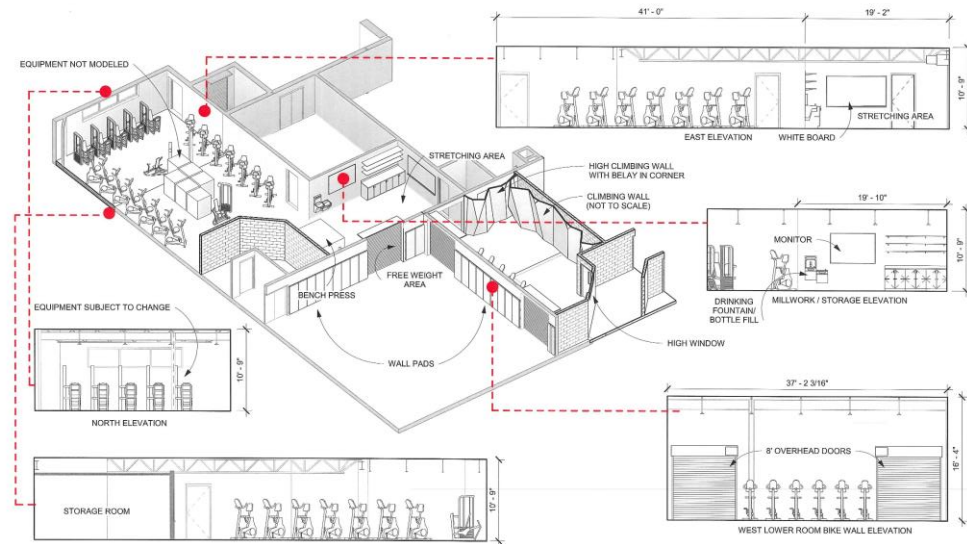 41' - 0"
19' - 2"
10' - 9"
EAST ELEVATION
WHITE BOARD
STRETCHING AREA
EQUIPMENT NOT MODELED
STRETCHING AREA
HIGH CLIMBING WALL
WITH BELAY IN CORNER
CLIMBING WALL
(NOT TO SCALE)
BENCH PRESS
FREE WEIGHT
AREA
WALL PADS
HIGH WINDOW
19' - 10"
MONITOR
10' - 9"
DRINKING
FOUNTAIN/
BOTTLE FILL
MILLWORK / STORAGE ELEVATION
EQUIPMENT SUBJECT TO CHANGE
10' - 9"
NORTH ELEVATION
37' - 2 3/16"
8' OVERHEAD DOORS
16' - 4"
WEST LOWER ROOM BIKE WALL ELEVATION
STORAGE ROOM
10' - 9"